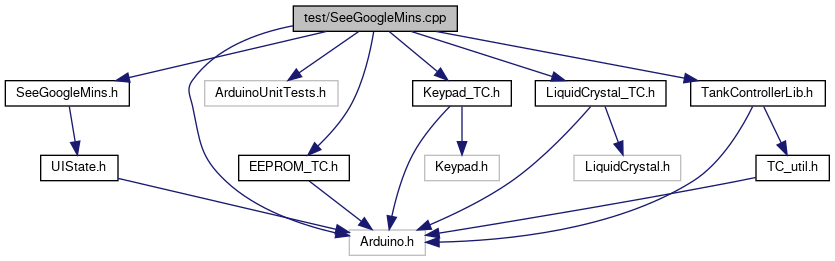 test/SeeGoogleMins.cpp
SeeGoogleMins.h
ArduinoUnitTests.h
Keypad_TC.h
LiquidCrystal_TC.h
TankControllerLib.h
UIState.h
EEPROM_TC.h
Keypad.h
LiquidCrystal.h
TC_util.h
Arduino.h